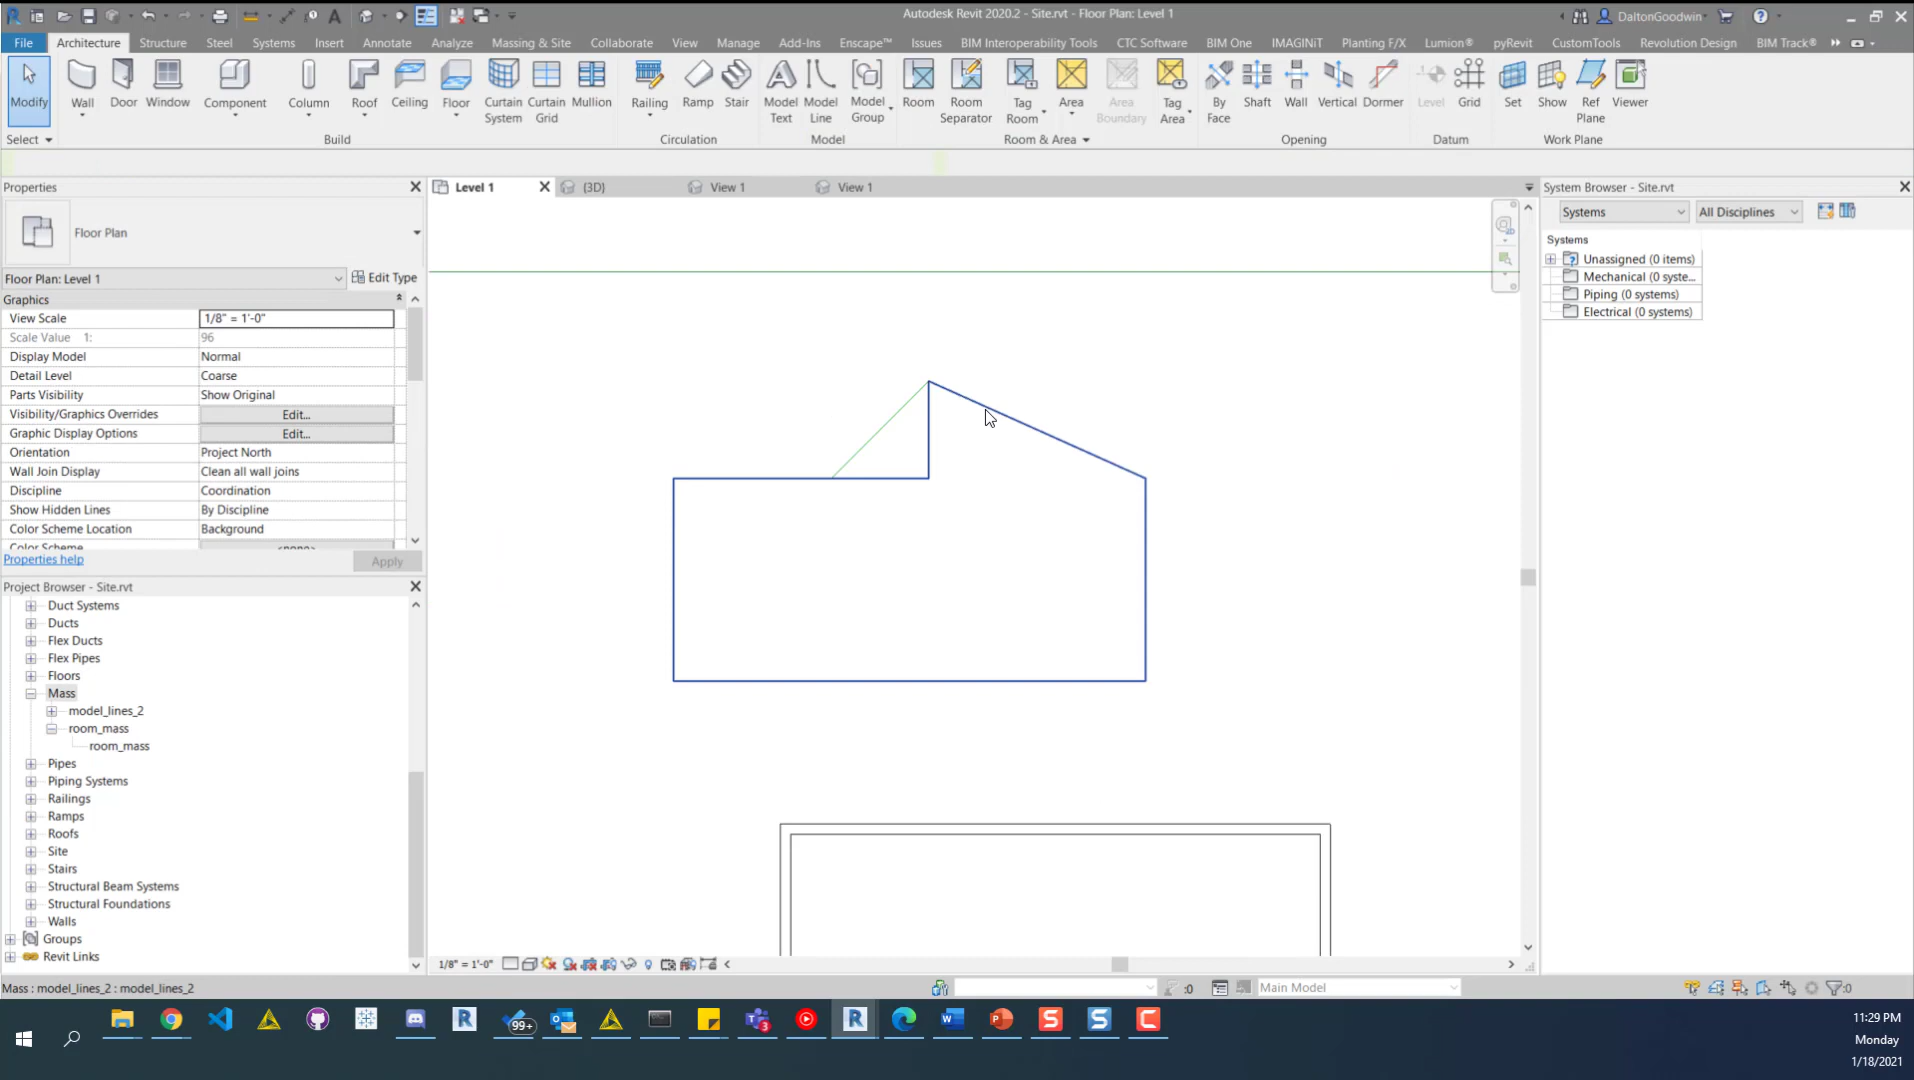 Autodesk Revit 2020.2 - Site.rvt - Floor Plan: Level 1
DaltonGoodwin
File Architecture Structure Steel Systems Insert Annotate Analyze Massing & Site Collaborate View Manage Add-Ins Enscape™ Issues BIM Interoperability Tools CTC Software BIM One IMAGINiT Planting F/X Lumion® pyRevit CustomTools Revolution Design BIM Track®
Modify Wall Door Window Component Column Roof Ceiling Floor Curtain System Curtain Grid Mullion Railing Ramp Stair Model Text Model Line Model Group Room Room Separator Tag Room Area Area Boundary Tag Area By Face Shaft Wall Vertical Dormer Level Grid Set Show Ref Plane Viewer
Select Build Circulation Model Room & Area Opening Datum Work Plane
Properties
Level 1 {3D} View 1 View 1
System Browser - Site.rvt
Floor Plan
Systems All Disciplines
Systems
Unassigned (0 items)
Mechanical (0 syste...
Piping (0 systems)
Electrical (0 systems)
Floor Plan: Level 1 Edit Type
Graphics
View Scale 1/8" = 1'-0"
Scale Value 1: 96
Display Model Normal
Detail Level Coarse
Parts Visibility Show Original
Visibility/Graphics Overrides Edit...
Graphic Display Options Edit...
Orientation Project North
Wall Join Display Clean all wall joins
Discipline Coordination
Show Hidden Lines By Discipline
Color Scheme Location Background
Color Scheme <none>
Properties help Apply
Project Browser - Site.rvt
Duct Systems
Ducts
Flex Ducts
Flex Pipes
Floors
Mass
model_lines_2
room_mass
room_mass
Pipes
Piping Systems
Railings
Ramps
Roofs
Site
Stairs
Structural Beam Systems
Structural Foundations
Walls
Groups
Revit Links
1/8" = 1'-0"
Mass : model_lines_2 : model_lines_2
:0 Main Model :0
99+
3
11:29 PM
Monday
1/18/2021